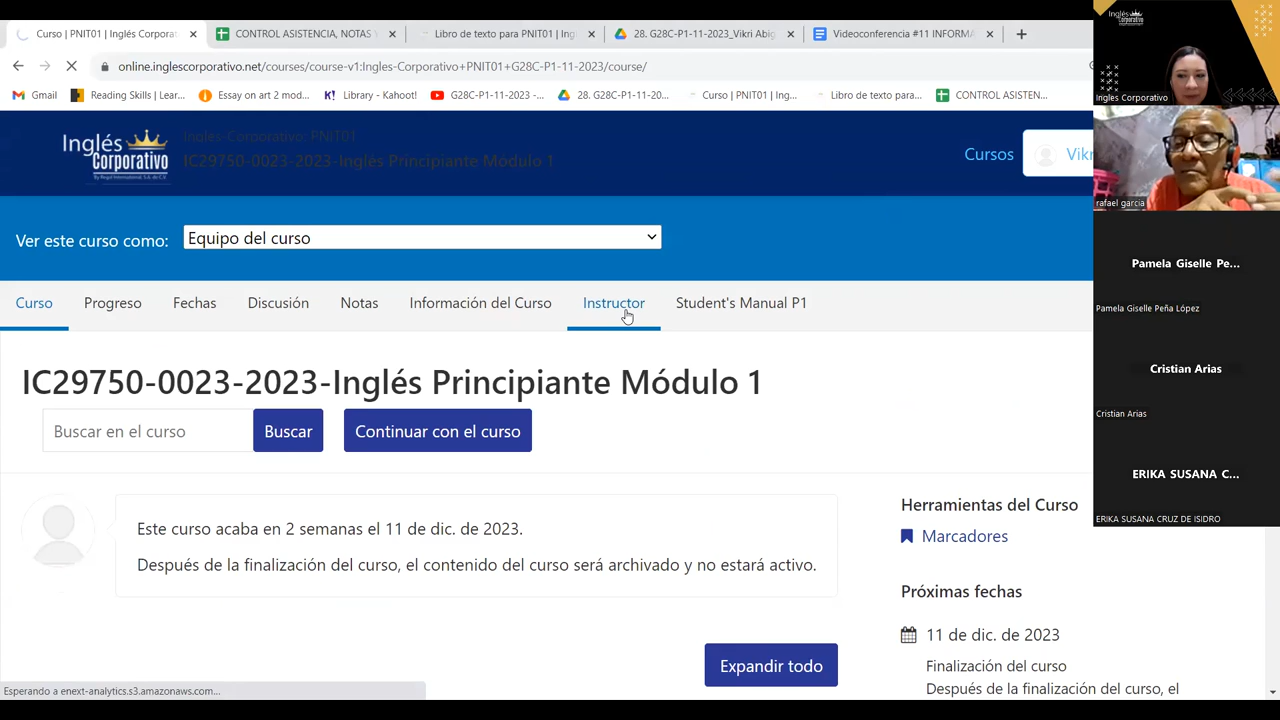 Curso | PNIT01 | Inglés Corporat
CONTROL ASISTENCIA, NOTAS Y
Libro de texto para PNIT01 | Ing
28. G28C-P1-11-2023_Vikri Abig
Videoconferencia #11 INFORMA
online.inglescorporativo.net/courses/course-v1:Ingles-Corporativo+PNIT01+G28C-P1-11-2023/course/
Gmail
Reading Skills | Lear...
Essay on art 2 mod...
Library - Kano...
G28C-P1-11-2023 -...
28. G28C-P1-11-20...
Curso | PNIT01 | Ing...
Libro de texto para...
CONTROL ASISTEN...
Inglés
Corporativo
Ingles-Corporativo: PNIT01
IC29750-0023-2023-Inglés Principiante Módulo 1
Cursos
Vikr
Ver este curso como:
Equipo del curso
Curso
Progreso
Fechas
Discusión
Notas
Información del Curso
Instructor
Student's Manual P1
IC29750-0023-2023-Inglés Principiante Módulo 1
Buscar en el curso
Buscar
Continuar con el curso
Este curso acaba en 2 semanas el 11 de dic. de 2023.
Después de la finalización del curso, el contenido del curso será archivado y no estará activo.
Expandir todo
Herramientas del Curso
Marcadores
Próximas fechas
11 de dic. de 2023
Finalización del curso
Después de la finalización del curso, el
Esperando a enext-analytics.s3.amazonaws.com...
Inglés
Corporativo
Ingles Corporativo
rafael garcia
Pamela Giselle Pe...
Pamela Giselle Peña López
Cristian Arias
Cristian Arias
ERIKA SUSANA C...
ERIKA SUSANA CRUZ DE ISIDRO